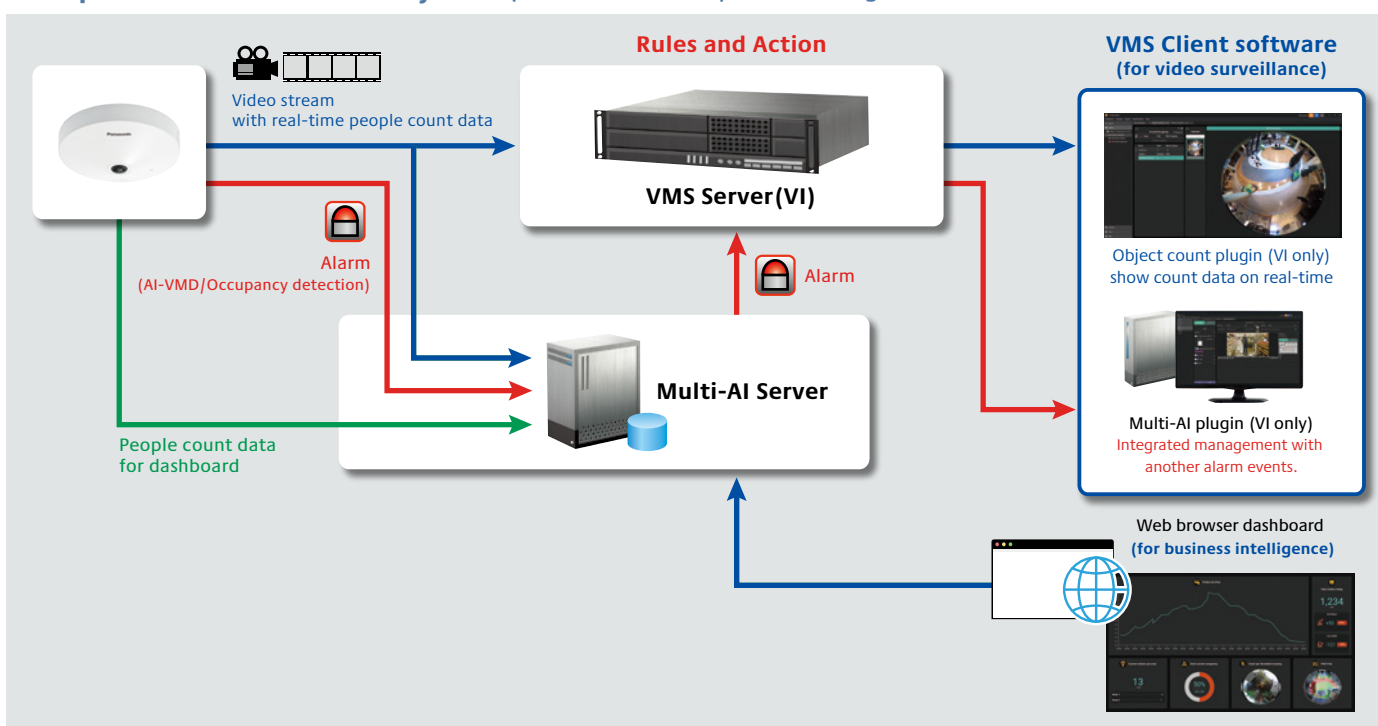 Rules and Action
VMS Client software
(for video surveillance)
Video stream
with real-time people count data
Panasonic
VMS Server(VI)
Alarm
(AI-VMD/Occupancy detection)
Alarm
Object count plugin (VI only)
show count data on real-time
Multi-AI Server
People count data
for dashboard
Multi-AI plugin (VI only)
Integrated management with
another alarm events.
Web browser dashboard
(for business intelligence)
1,234
13
50%